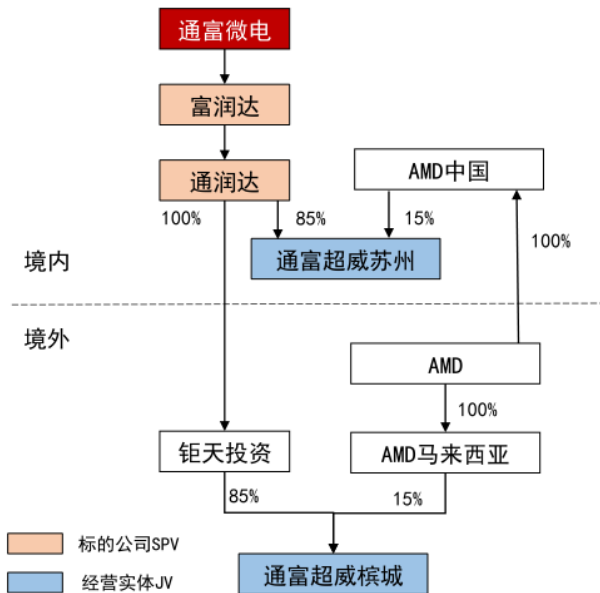 通富微电
富润达
通润达
AMD中国
100%
85%
15%
100%
通富超威苏州
境内
境外
AMD
100%
钜天投资
AMD马来西亚
85%
15%
标的公司SPV
通富超威槟城
经营实体JV